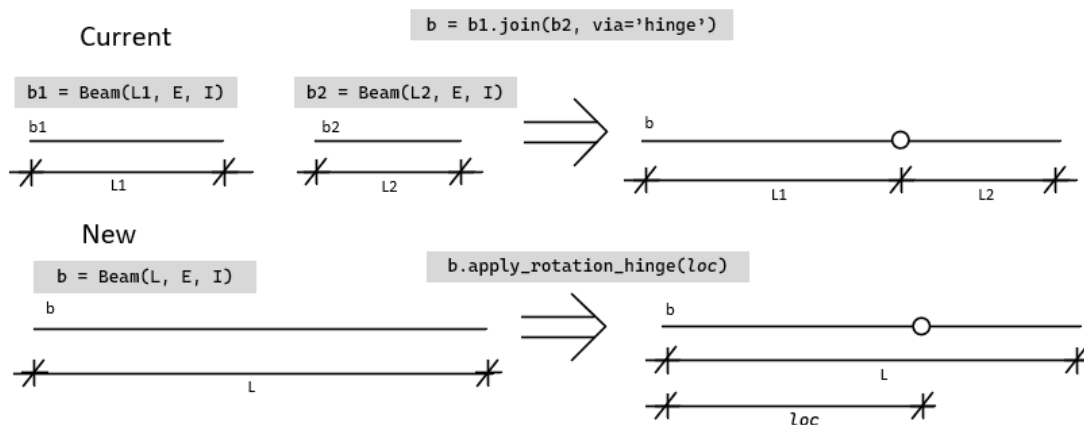 Current
b = b1.join(b2, via=’hinge’)
b1 = Beam(L1, E, I)
b2 = Beam(L2, E, I)
b1
b2
b
L1
L2
L1
L2
New
b = Beam(L, E, I)
b.apply_rotation_hinge(loc)
b
b
L
L
loc